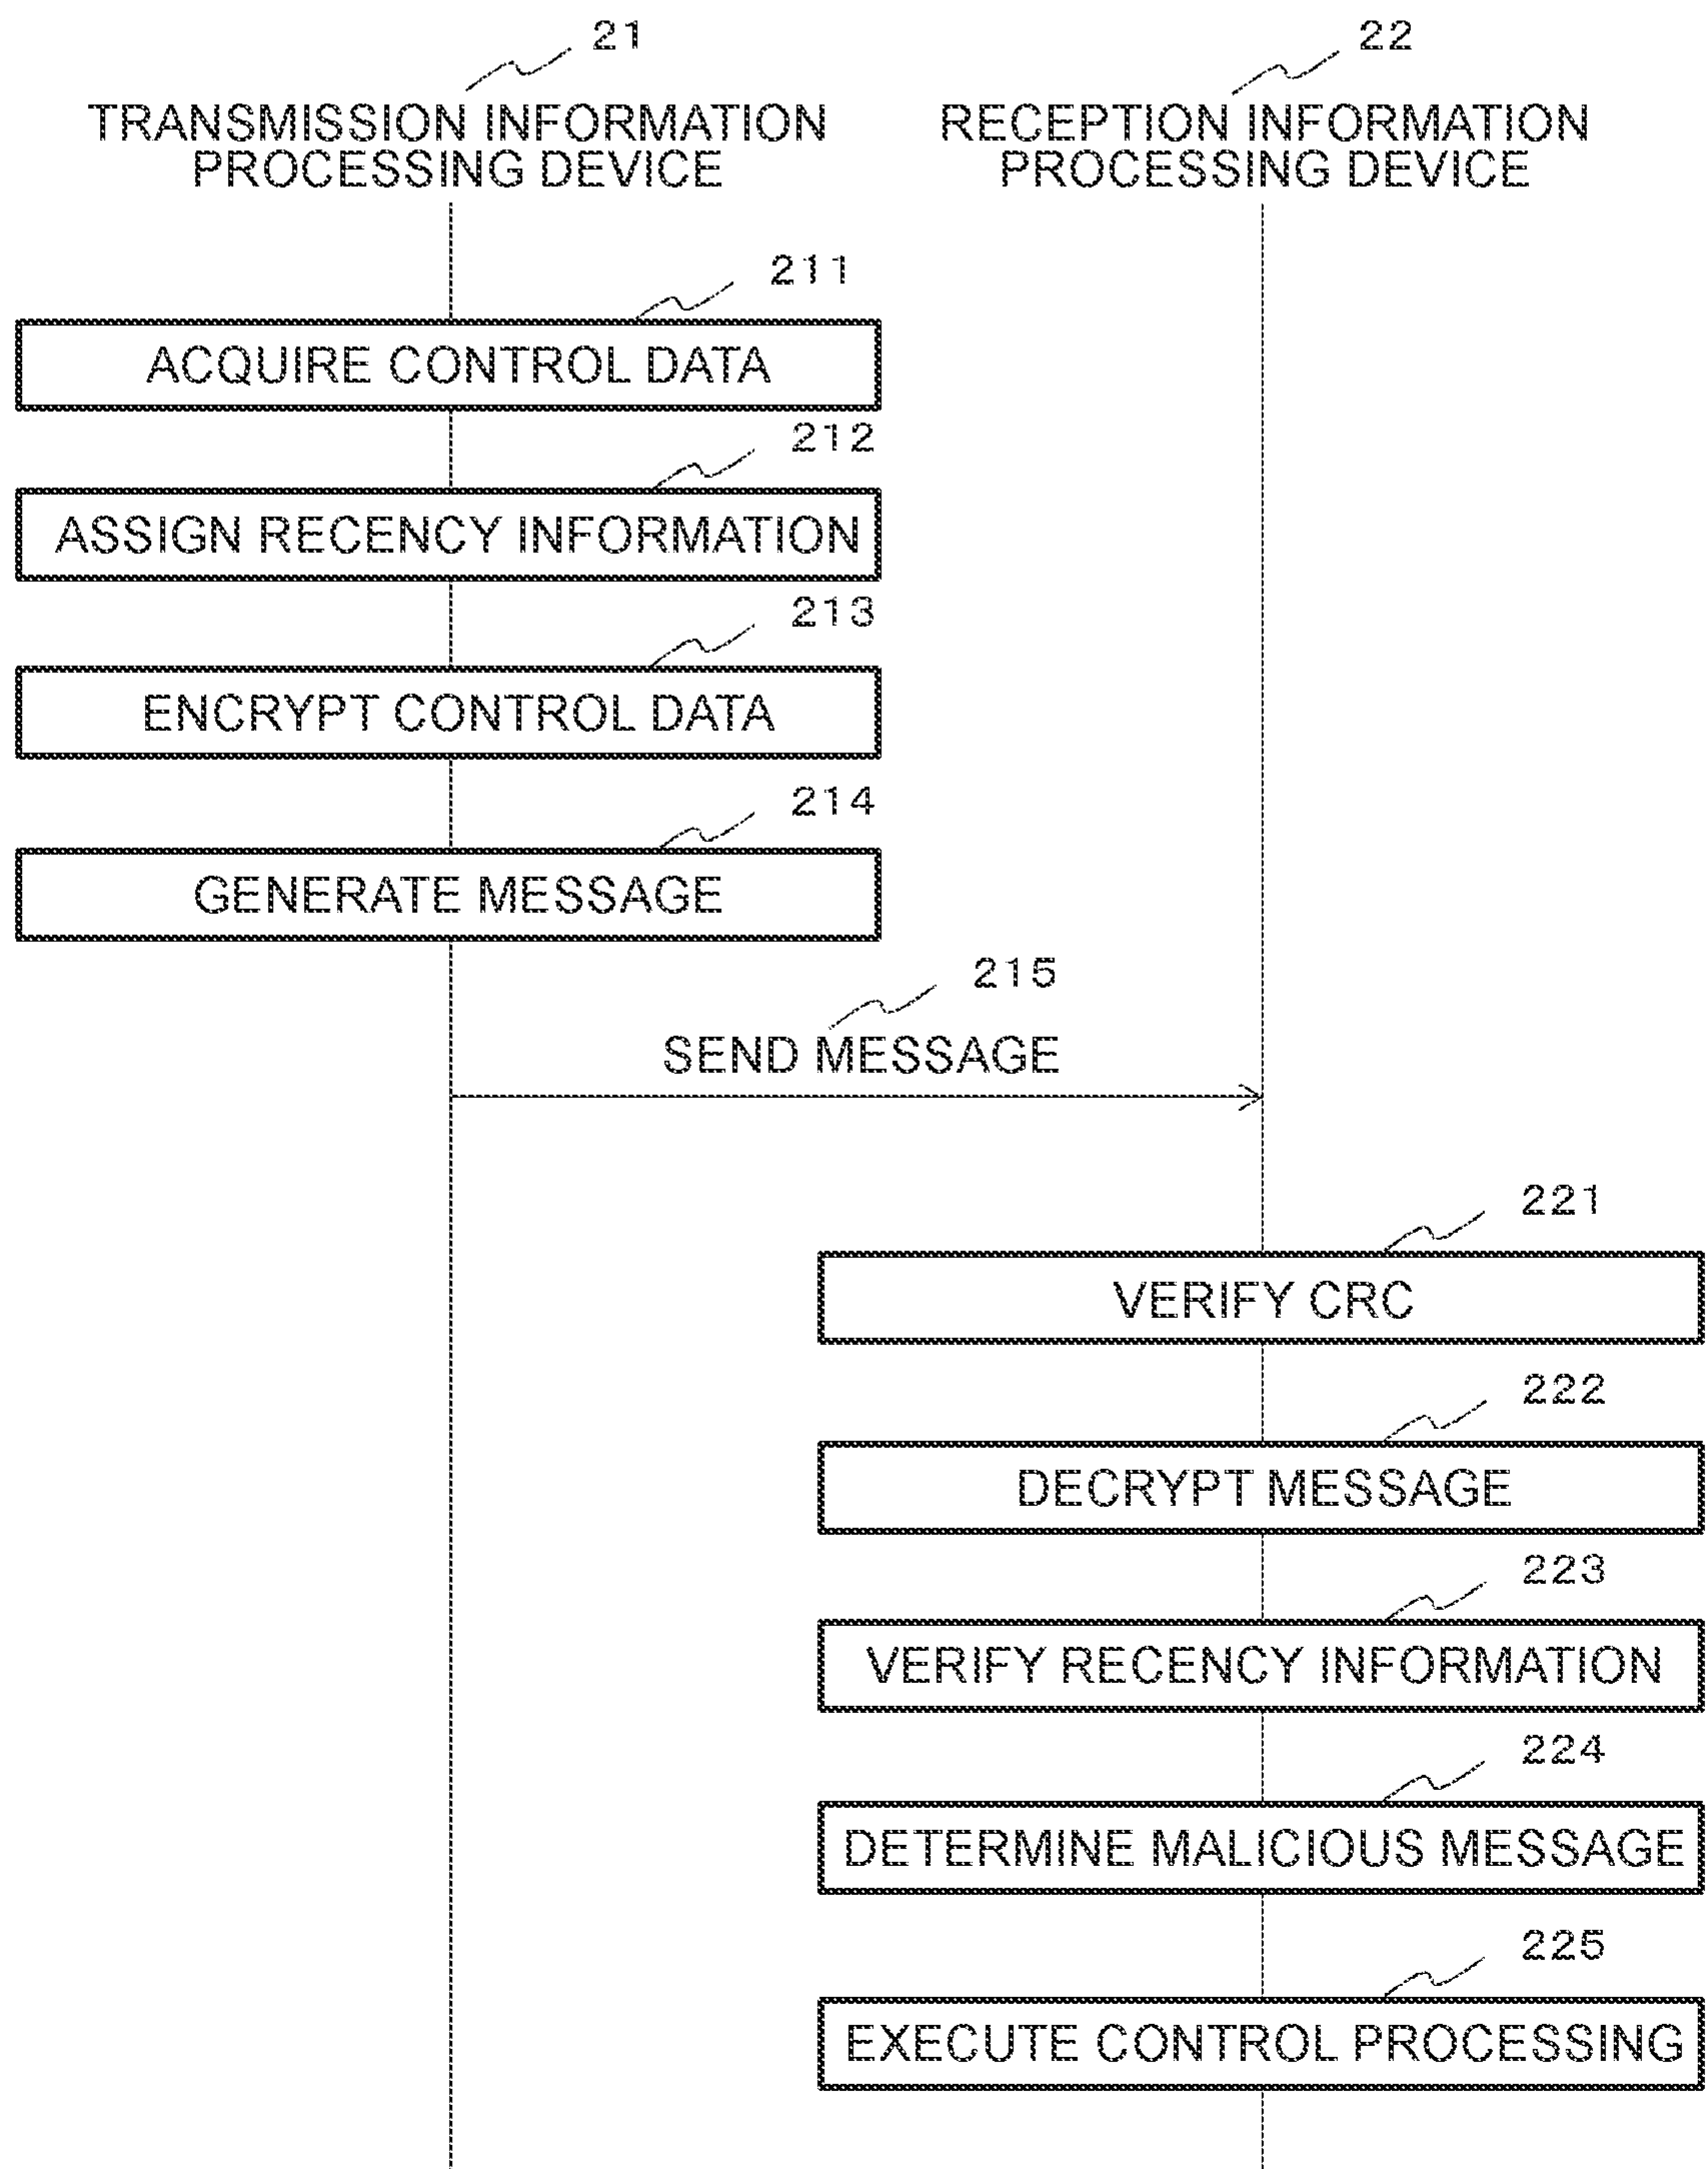 21
22
TRANSMISSION INFORMATION
PROCESSING DEVICE
RECEPTION INFORMATION
PROCESSING DEVICE
211
ACQUIRE CONTROL DATA
212
ASSIGN RECENCY INFORMATION
213
ENCRYPT CONTROL DATA
214
GENERATE MESSAGE
215
SEND MESSAGE
221
VERIFY CRC
222
DECRYPT MESSAGE
223
VERIFY RECENCY INFORMATION
224
DETERMINE MALICIOUS MESSAGE
225
EXECUTE CONTROL PROCESSING